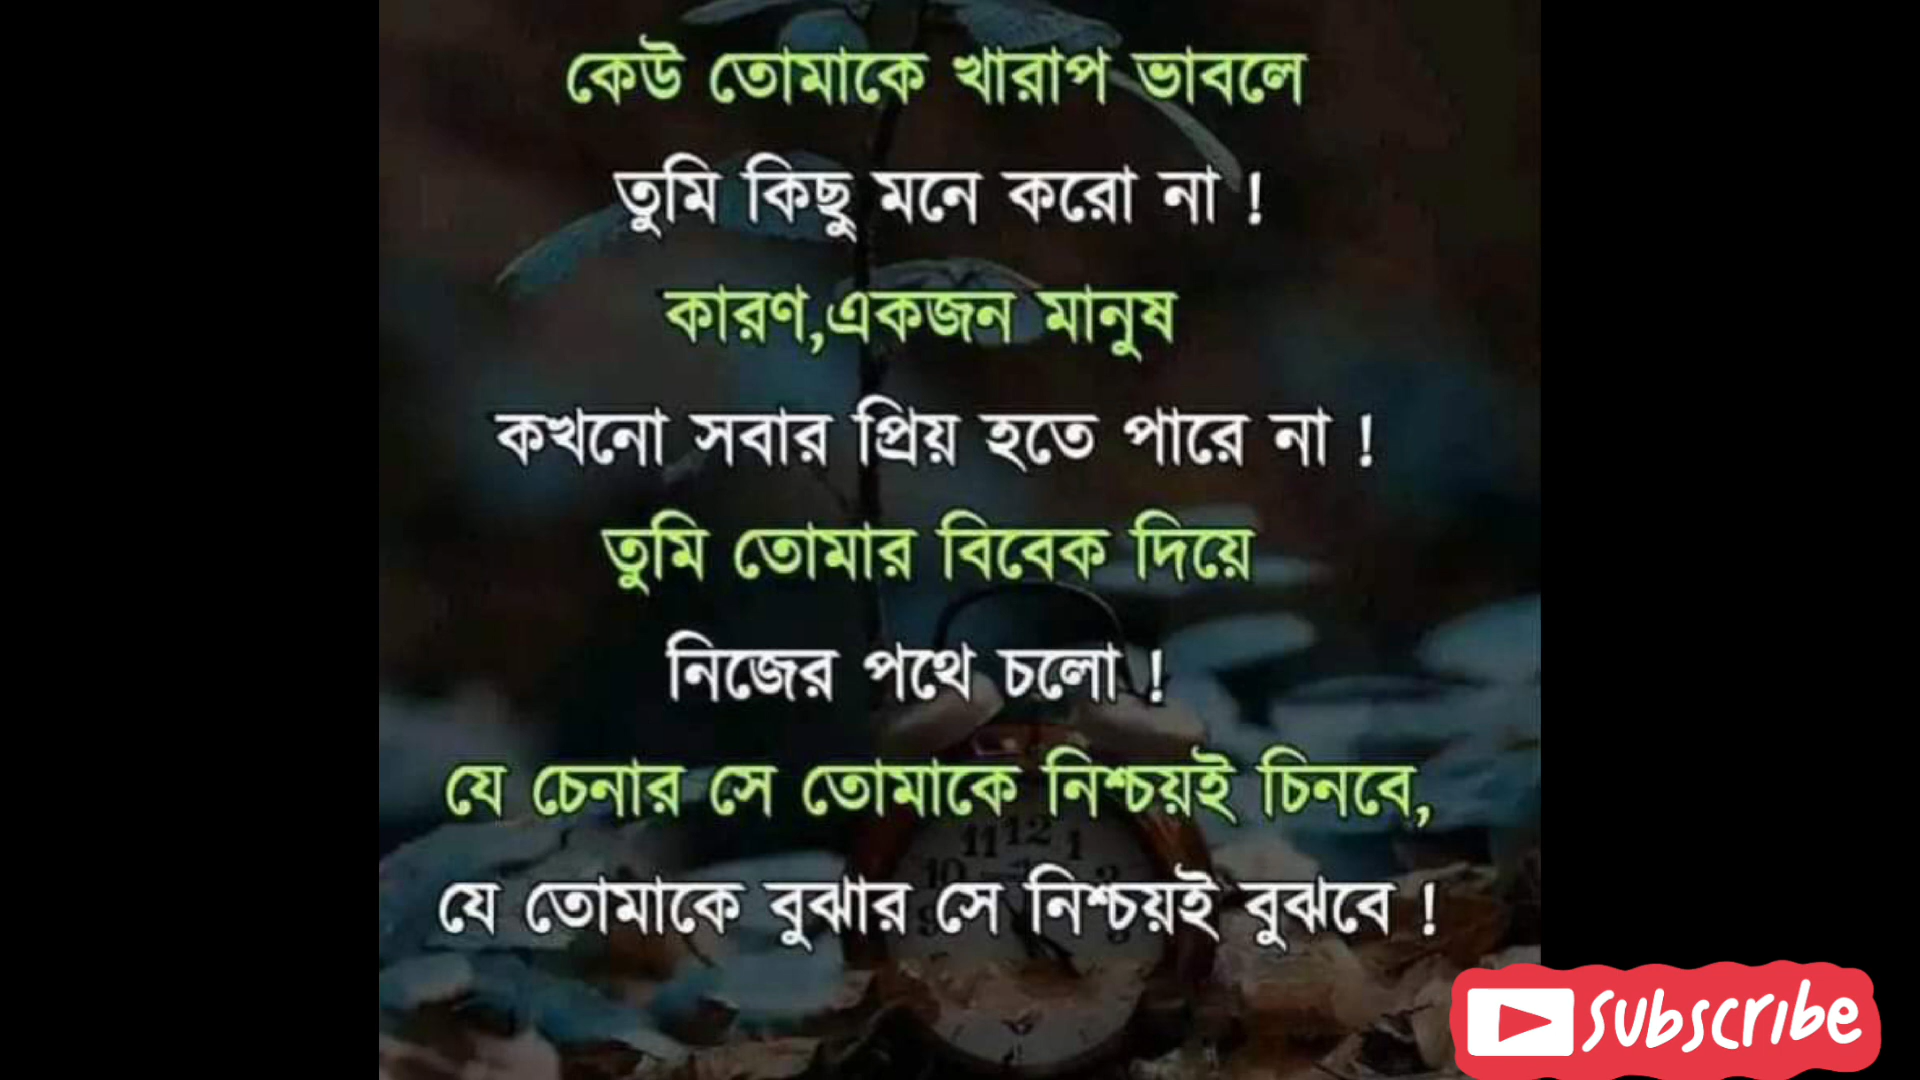 কেউ তোমাকে খারাপ ভাবলে
তুমি কিছু মনে করো না !
কারণ,একজন মানুষ
কখনো সবার প্রিয় হতে পারে না !
তুমি তোমার বিবেক দিয়ে
নিজের পথে চলো !
যে চেনার সে তোমাকে নিশ্চয়ই চিনবে,
যে তোমাকে বুঝার সে নিশ্চয়ই বুঝবে !
subscribe